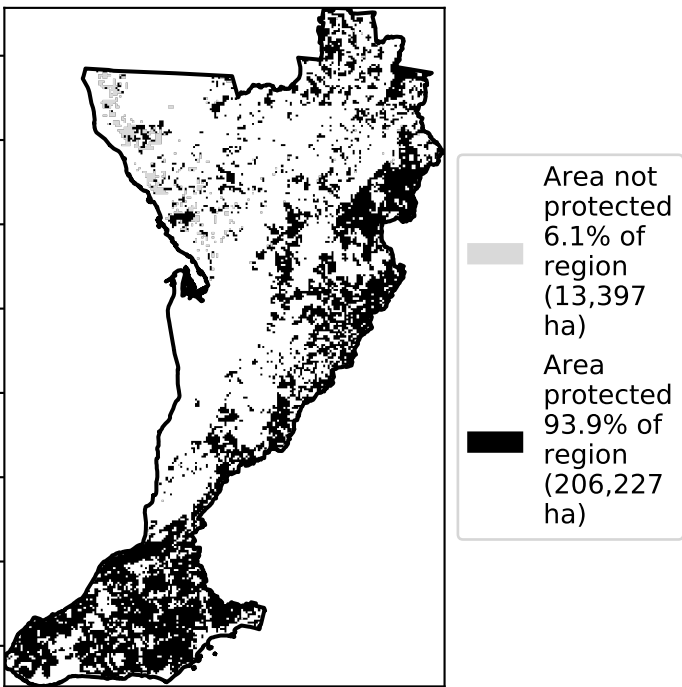 Area not
protected
6.1% of
region
(13,397
ha)
Area
protected
93.9% of
region
(206,227
ha)